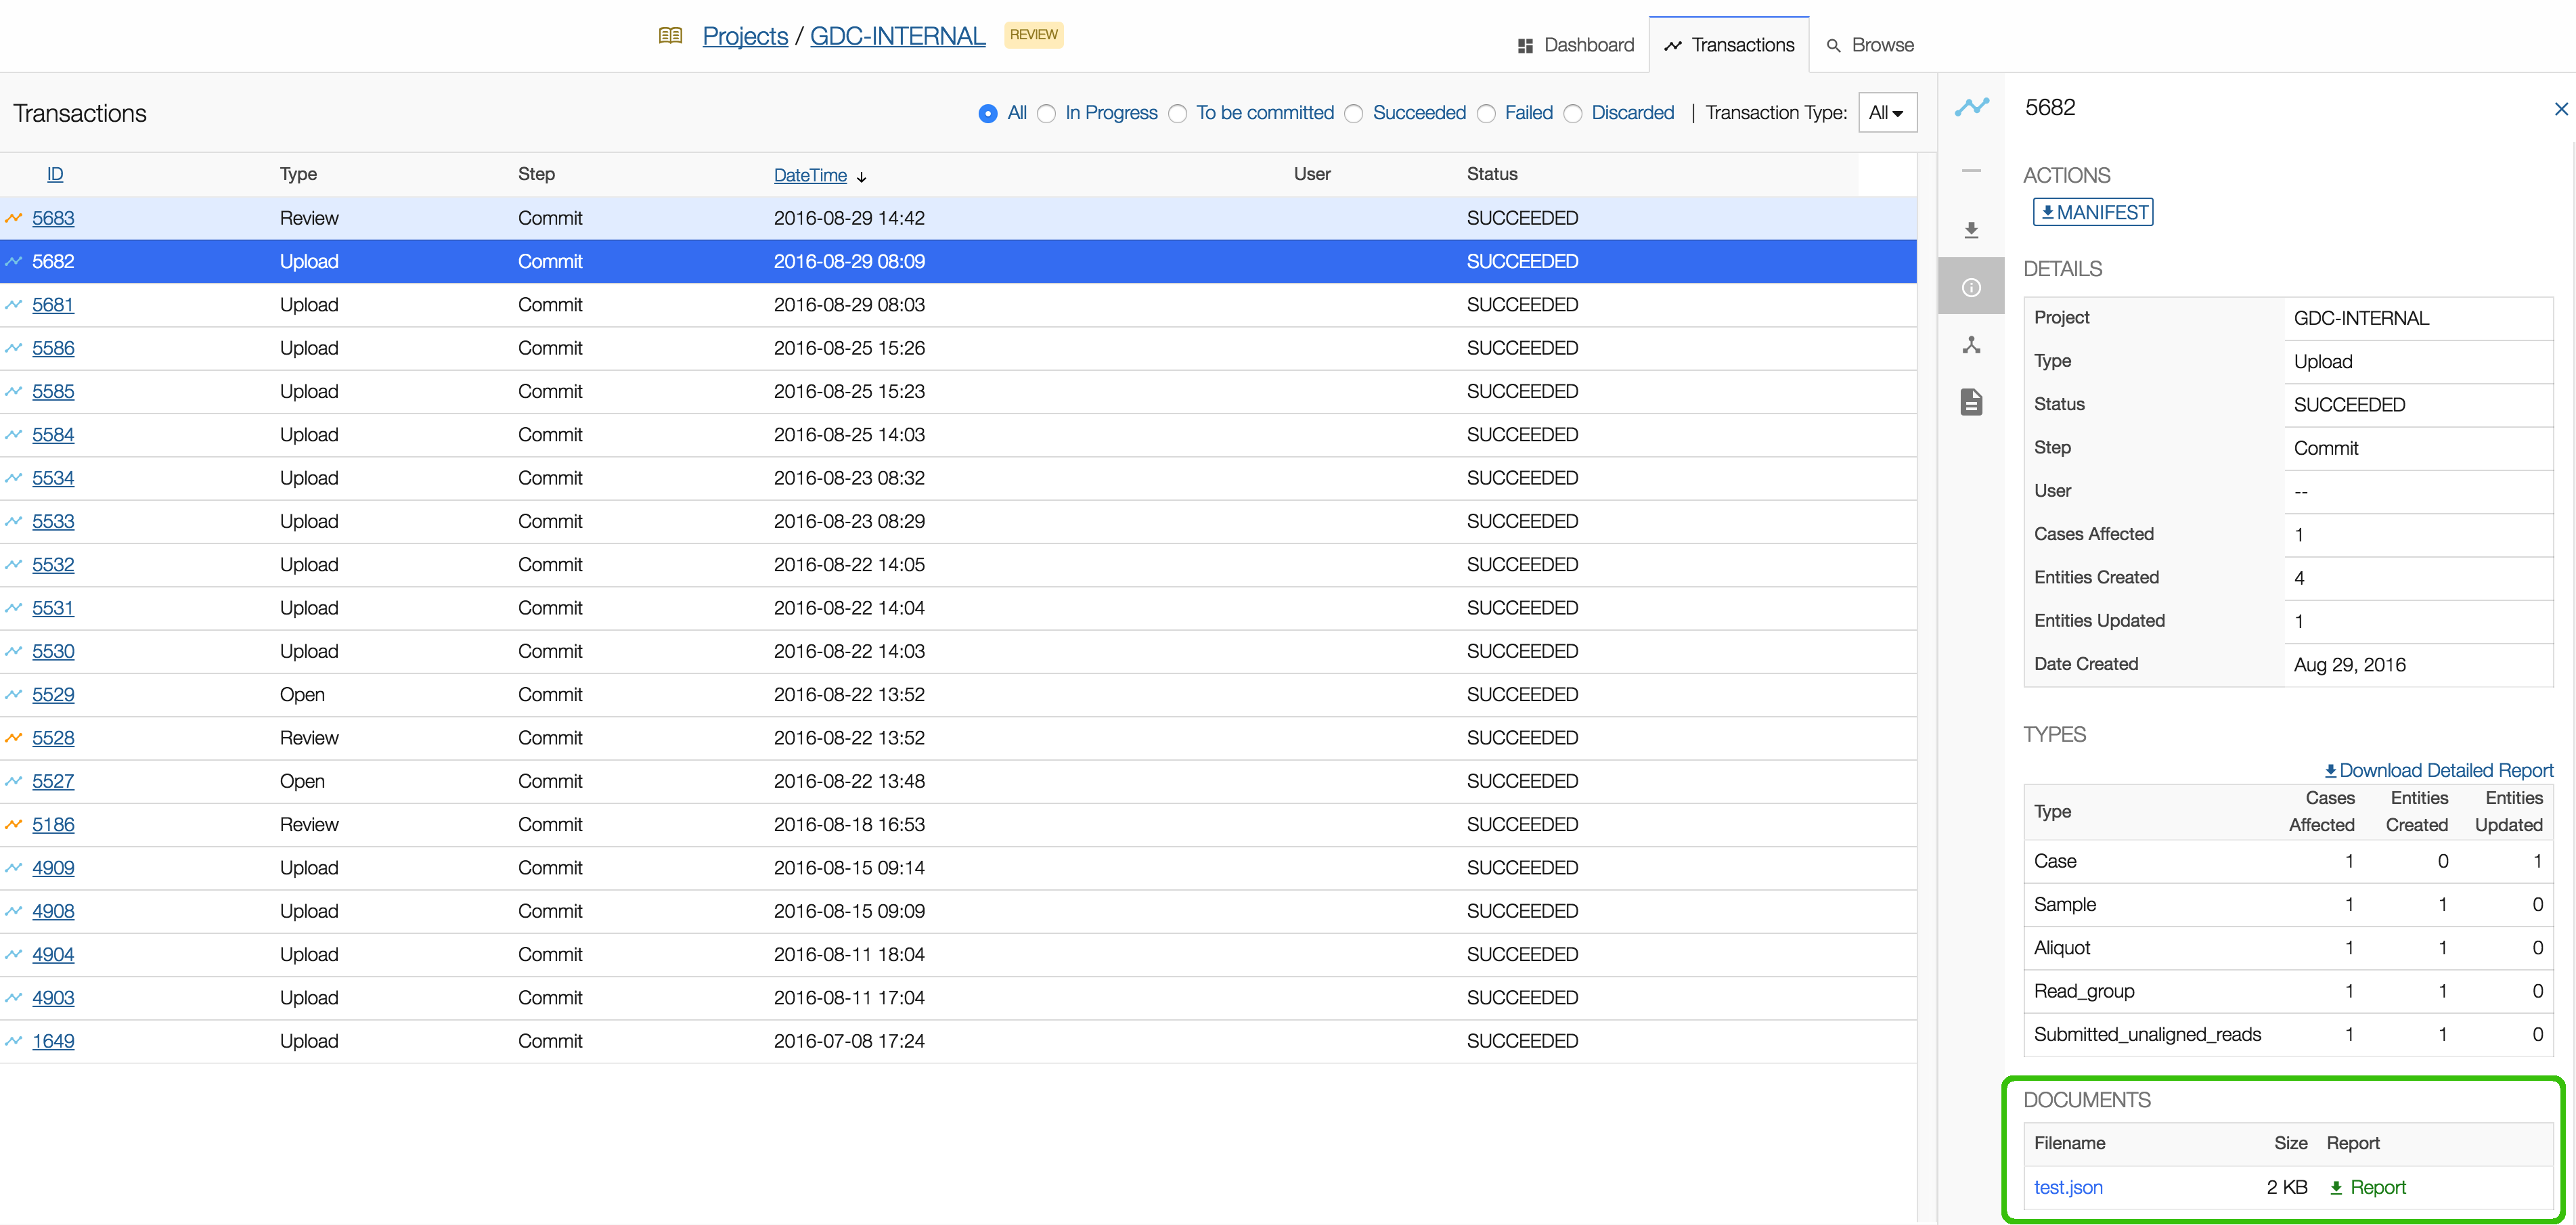 Projects / GDC-INTERNAL REVIEW
Dashboard Transactions Browse
Transactions
All In Progress To be committed Succeeded Failed Discarded | Transaction Type: All
ID Type Step DateTime User Status
5683 Review Commit 2016-08-29 14:42 SUCCEEDED
5682 Upload Commit 2016-08-29 08:09 SUCCEEDED
5681 Upload Commit 2016-08-29 08:03 SUCCEEDED
5586 Upload Commit 2016-08-25 15:26 SUCCEEDED
5585 Upload Commit 2016-08-25 15:23 SUCCEEDED
5584 Upload Commit 2016-08-25 14:03 SUCCEEDED
5534 Upload Commit 2016-08-23 08:32 SUCCEEDED
5533 Upload Commit 2016-08-23 08:29 SUCCEEDED
5532 Upload Commit 2016-08-22 14:05 SUCCEEDED
5531 Upload Commit 2016-08-22 14:04 SUCCEEDED
5530 Upload Commit 2016-08-22 14:03 SUCCEEDED
5529 Open Commit 2016-08-22 13:52 SUCCEEDED
5528 Review Commit 2016-08-22 13:52 SUCCEEDED
5527 Open Commit 2016-08-22 13:48 SUCCEEDED
5186 Review Commit 2016-08-18 16:53 SUCCEEDED
4909 Upload Commit 2016-08-15 09:14 SUCCEEDED
4908 Upload Commit 2016-08-15 09:09 SUCCEEDED
4904 Upload Commit 2016-08-11 18:04 SUCCEEDED
4903 Upload Commit 2016-08-11 17:04 SUCCEEDED
1649 Upload Commit 2016-07-08 17:24 SUCCEEDED
5682
ACTIONS
MANIFEST
DETAILS
Project GDC-INTERNAL
Type Upload
Status SUCCEEDED
Step Commit
User --
Cases Affected 1
Entities Created 4
Entities Updated 1
Date Created Aug 29, 2016
TYPES
Download Detailed Report
Type Cases Affected Entities Created Entities Updated
Case 1 0 1
Sample 1 1 0
Aliquot 1 1 0
Read_group 1 1 0
Submitted_unaligned_reads 1 1 0
DOCUMENTS
Filename Size Report
test.json 2 KB Report